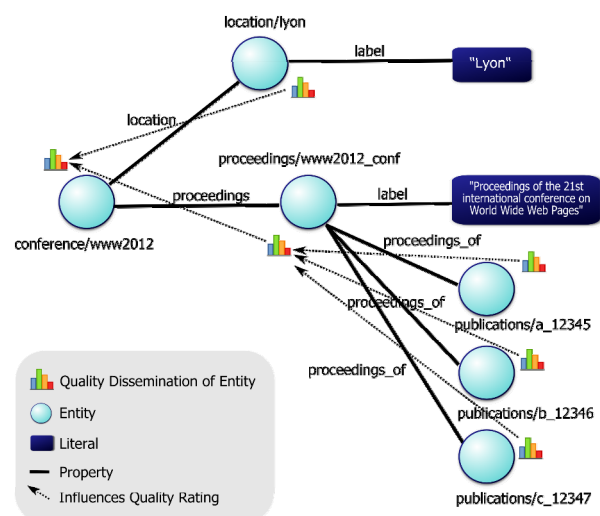 location/lyon
label
"Lyon"
location
proceedings/www2012_conf
proceedings
label
"Proceedings of the 21st
international conference on
World Wide Web Pages"
conference/www2012
proceedings_of
proceedings_of
publications/a_12345
proceedings_of
publications/b_12346
publications/c_12347
Quality Dissemination of Entity
Entity
Literal
Property
Influences Quality Rating